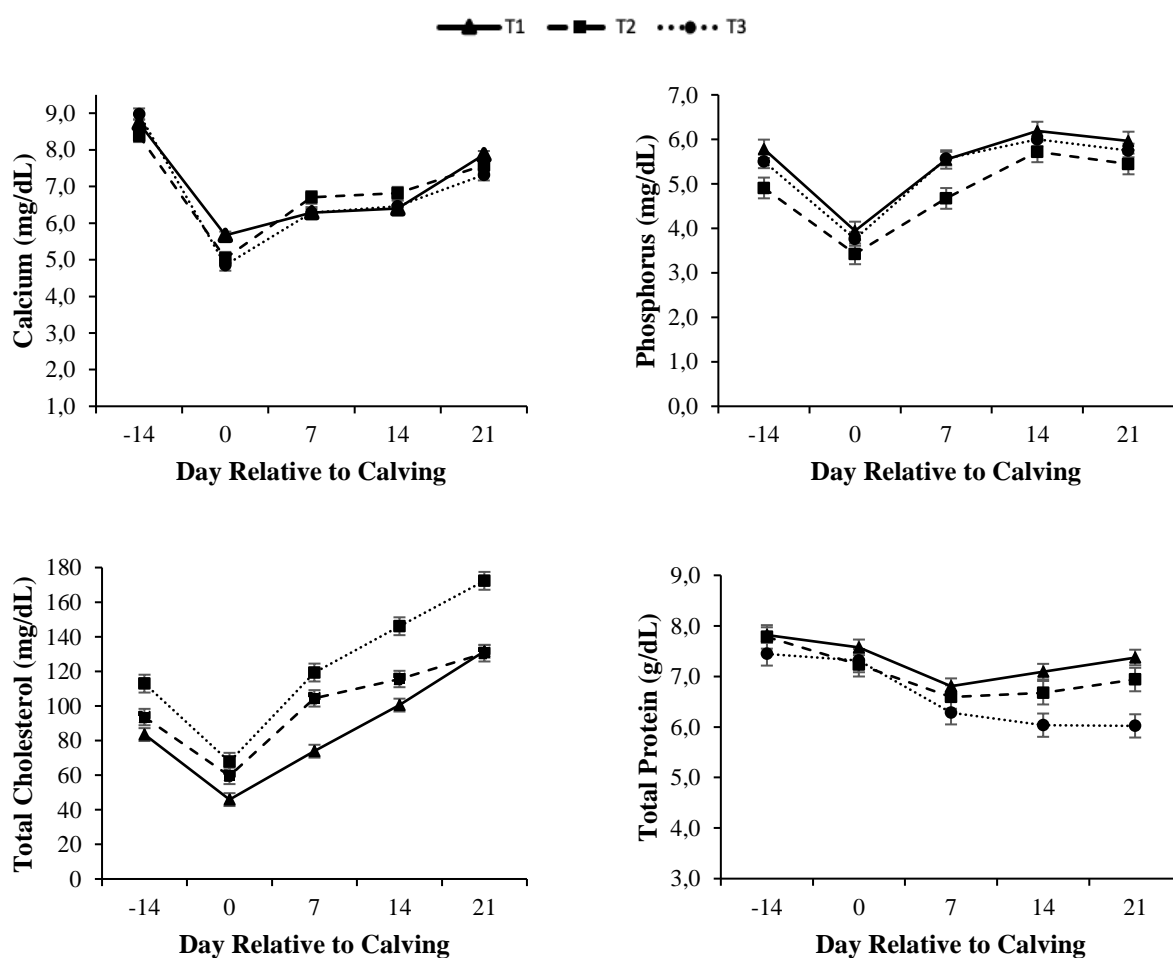 T1 T2 T3
Calcium (mg/dL)
9,0
8,0
7,0
6,0
5,0
4,0
3,0
2,0
1,0
-14 0 7 14 21
Day Relative to Calving
Phosphorus (mg/dL)
7,0
6,0
5,0
4,0
3,0
2,0
1,0
0,0
-14 0 7 14 21
Day Relative to Calving
Total Cholesterol (mg/dL)
180
160
140
120
100
80
60
40
20
0
-14 0 7 14 21
Day Relative to Calving
Total Protein (g/dL)
9,0
8,0
7,0
6,0
5,0
4,0
3,0
-14 0 7 14 21
Day Relative to Calving